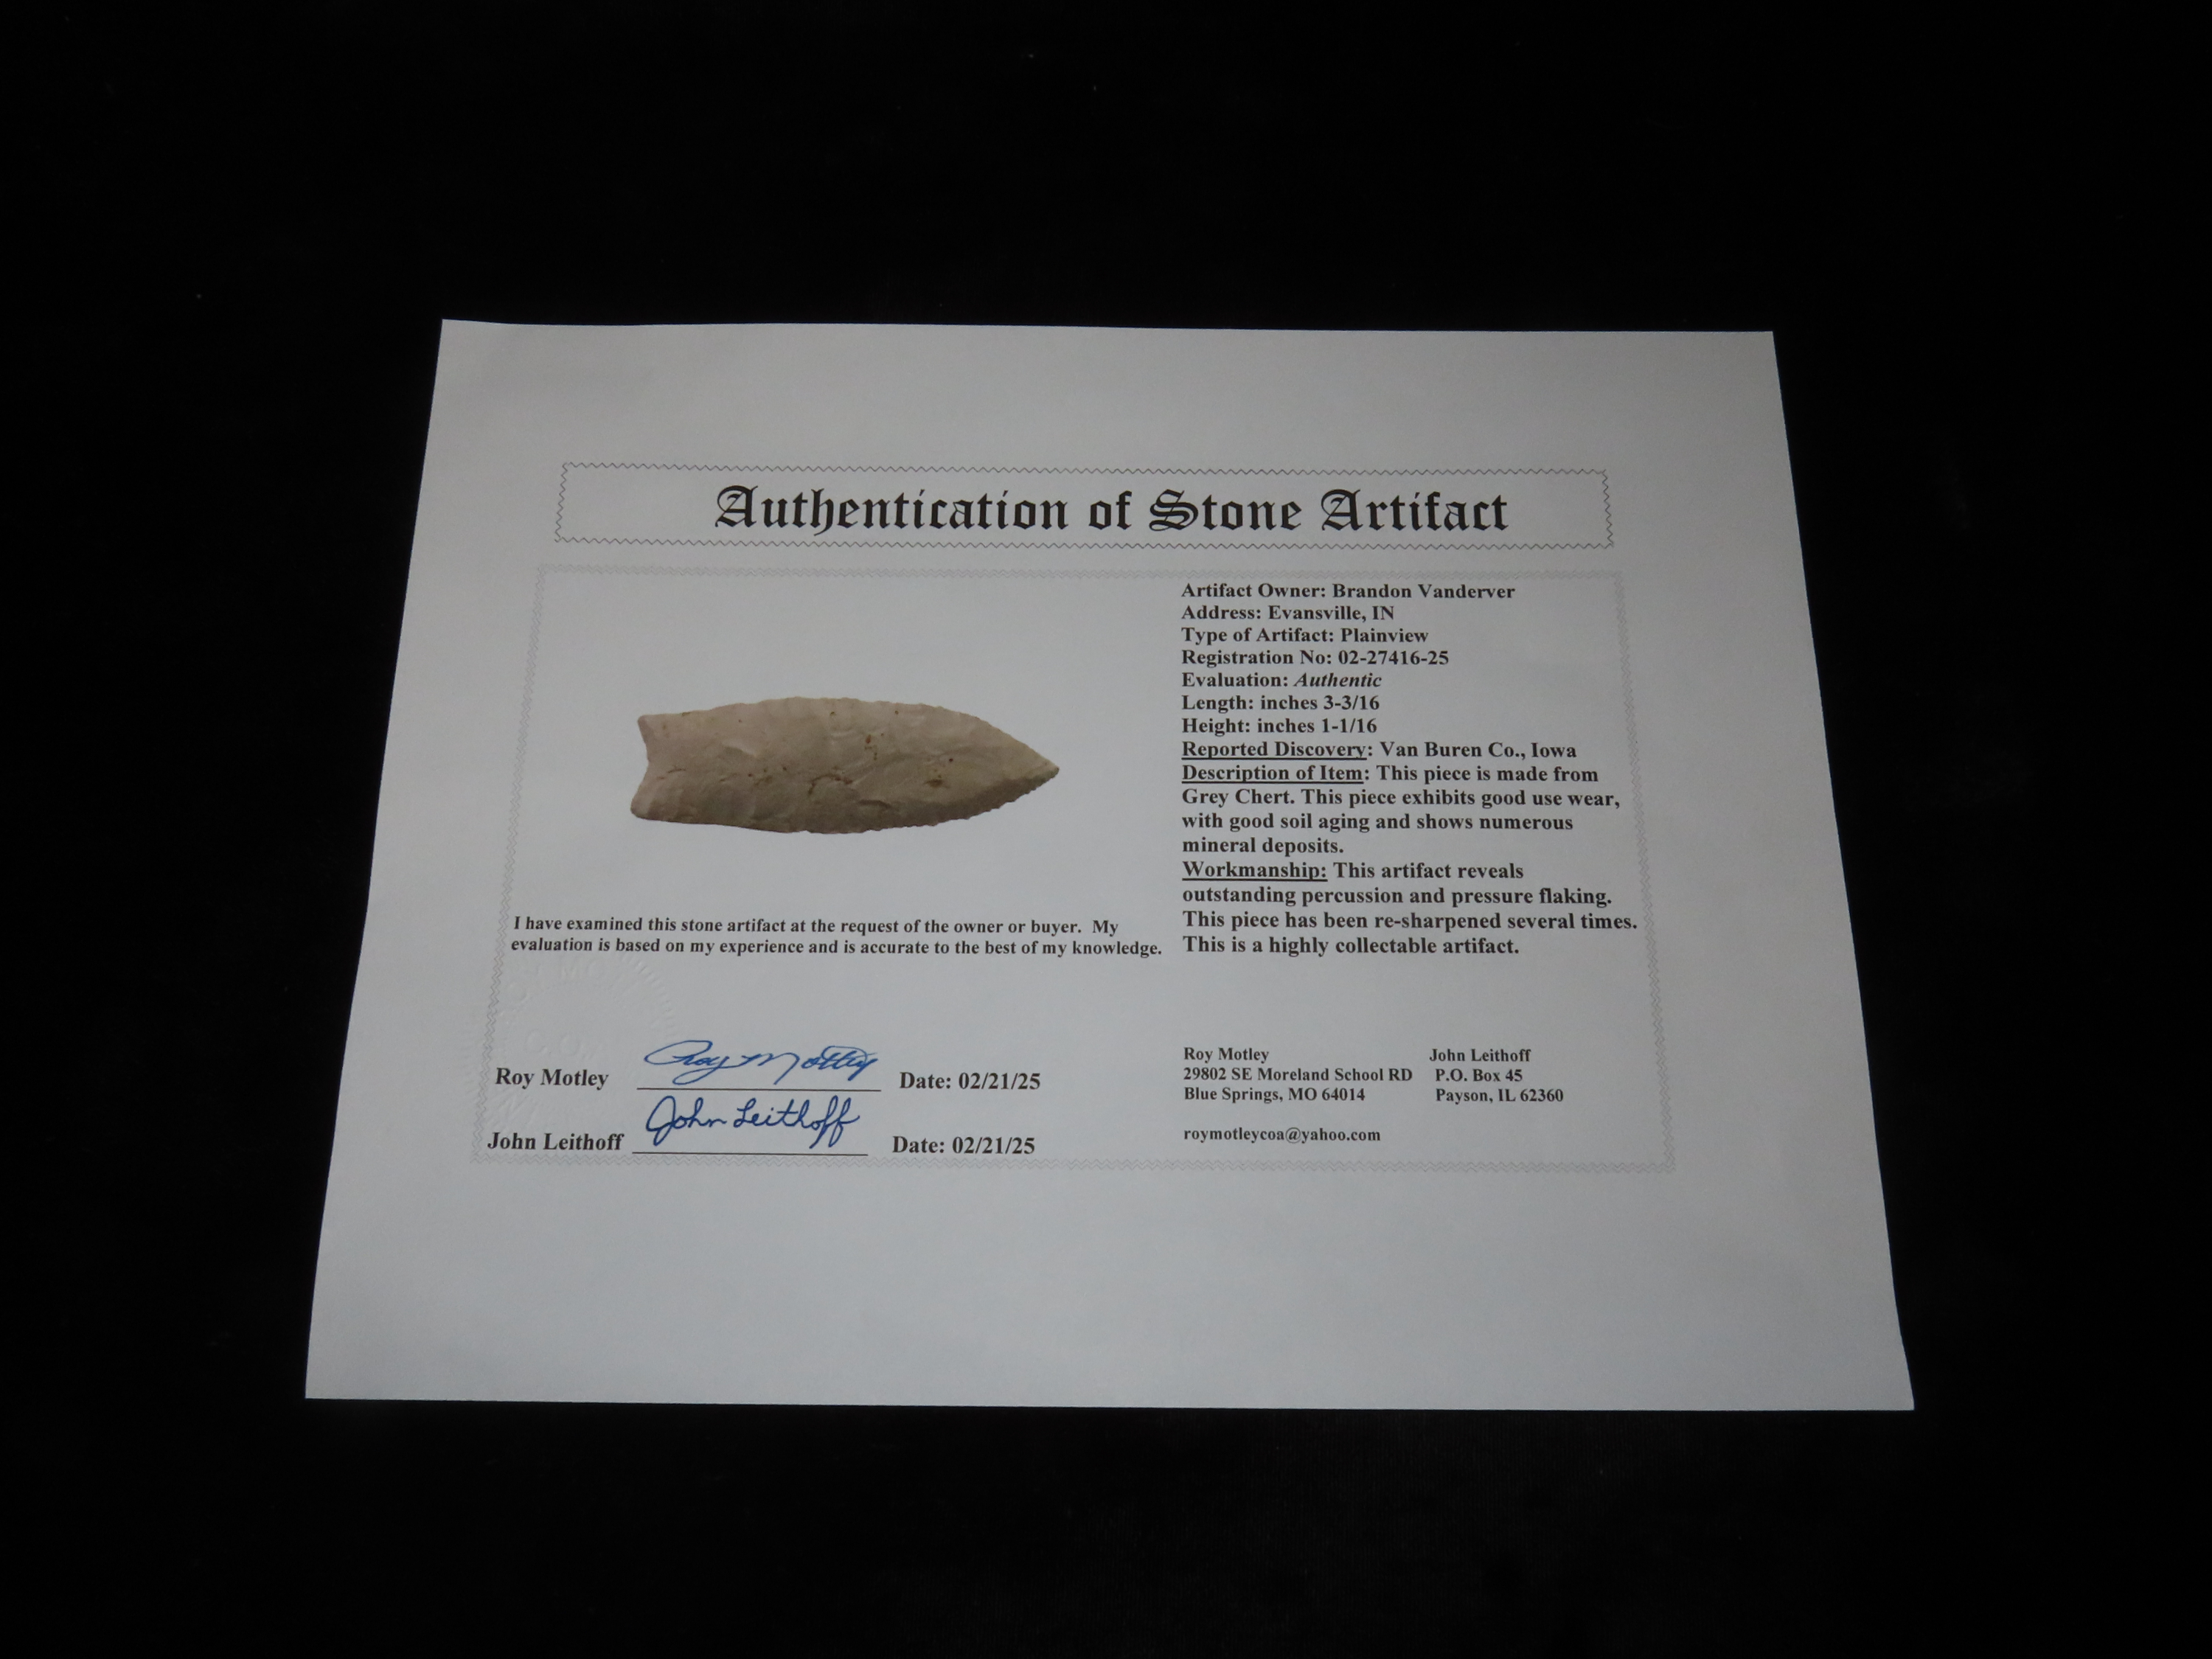 Authentication of Stone Artifact
Artifact Owner: Brandon Vanderver
Address: Evansville, IN
Type of Artifact: Plainview
Registration No: 02-27416-25
Evaluation: Authentic
Length: inches 3-3/16
Height: inches 1-1/16
Reported Discovery: Van Buren Co., Iowa
Description of Item: This piece is made from
Grey Chert. This piece exhibits good use wear,
with good soil aging and shows numerous
mineral deposits.
Workmanship: This artifact reveals
outstanding percussion and pressure flaking.
This piece has been re-sharpened several times.
This is a highly collectable artifact.
I have examined this stone artifact at the request of the owner or buyer. My
evaluation is based on my experience and is accurate to the best of my knowledge.
Roy Motley Roy Motley Date: 02/21/25
John Leithoff John Leithoff Date: 02/21/25
Roy Motley
29802 SE Moreland School RD
Blue Springs, MO 64014
roymotleycoa@yahoo.com
John Leithoff
P.O. Box 45
Payson, IL 62360